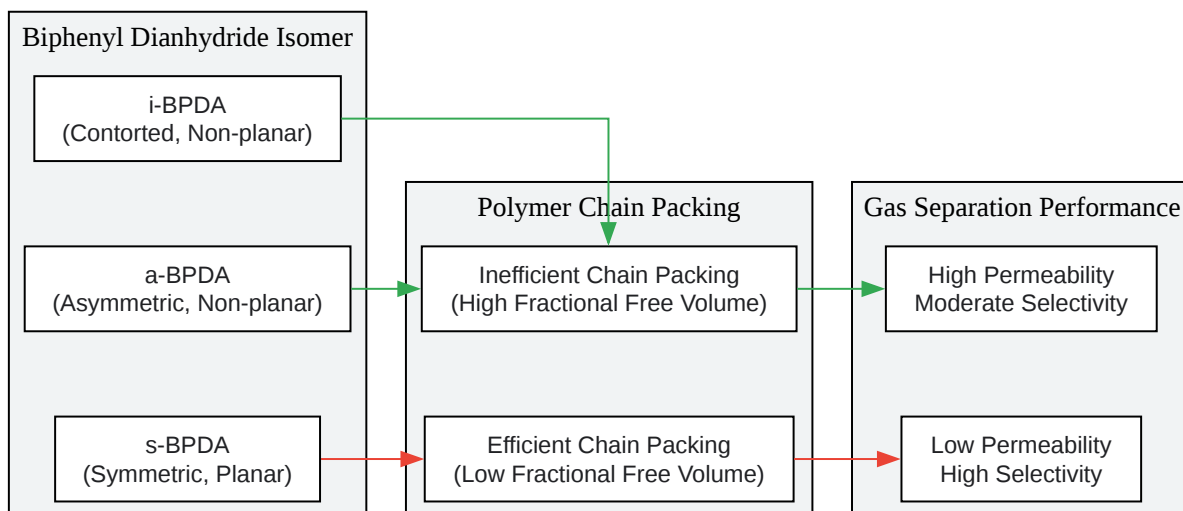 Biphenyl Dianhydride Isomer
i-BPDA
(Contorted, Non-planar)
a-BPDA
(Asymmetric, Non-planar)
s-BPDA
(Symmetric, Planar)
Polymer Chain Packing
Inefficient Chain Packing
(High Fractional Free Volume)
Efficient Chain Packing
(Low Fractional Free Volume)
Gas Separation Performance
High Permeability
Moderate Selectivity
Low Permeability
High Selectivity